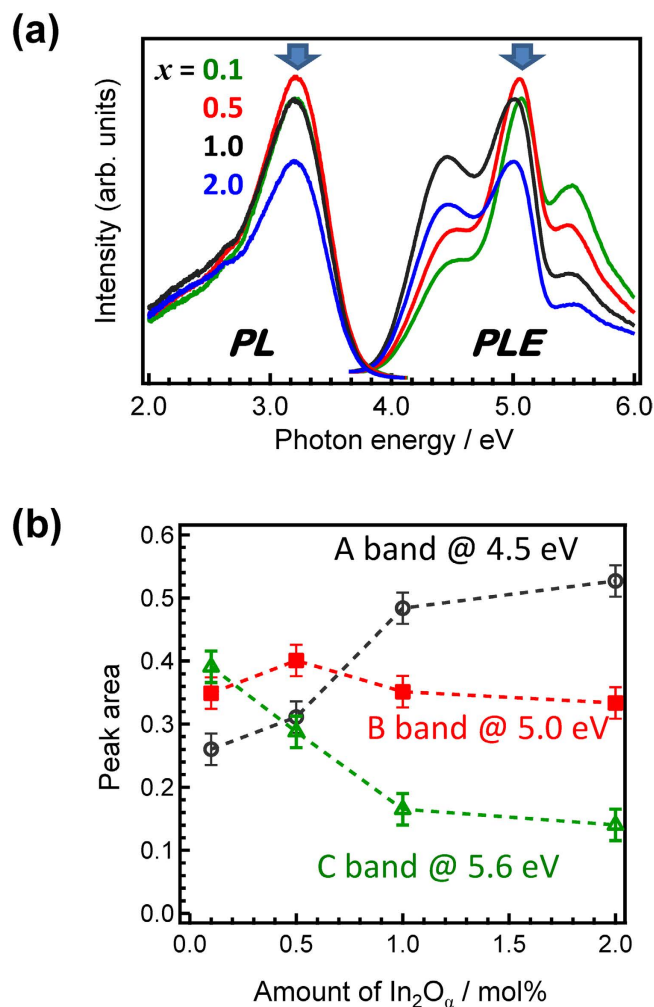 (a)
x = 0.1
0.5
1.0
2.0
Intensity (arb. units)
PL
PLE
2.0 3.0 4.0 5.0 6.0
Photon energy / eV
(b)
0.6
0.5
0.4
0.3
0.2
0.1
0.0
Peak area
A band @ 4.5 eV
B band @ 5.0 eV
C band @ 5.6 eV
0.0 0.5 1.0 1.5 2.0
Amount of In₂Oα / mol%